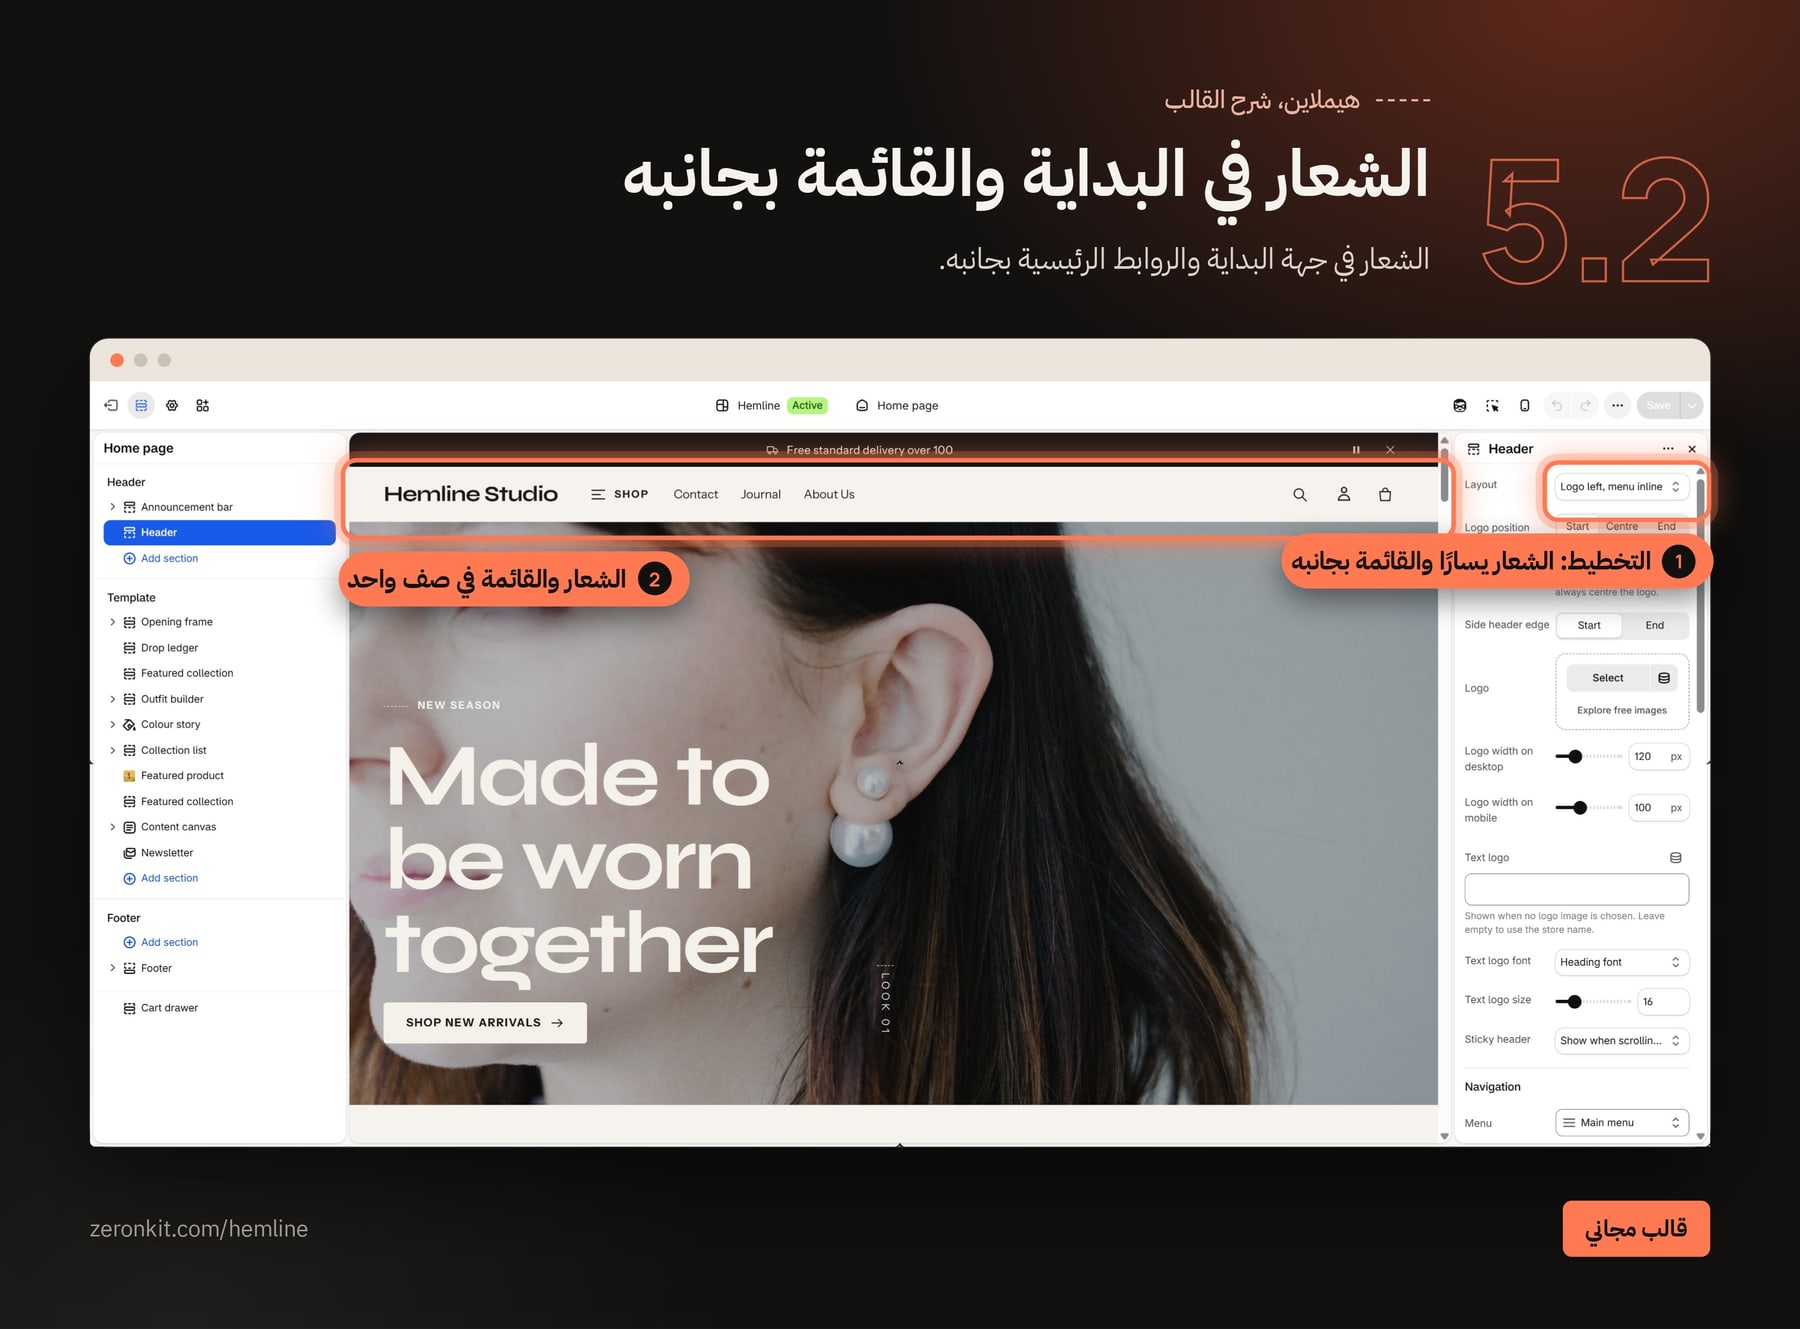 هيملاين، شرح القالب
5.2
الشعار في البداية والقائمة بجانبه
الشعار في جهة البداية والروابط الرئيسية بجانبه.
Hemline Active Home page
Save
Home page
Header
Announcement bar
Header
Add section
Template
Opening frame
Drop ledger
Featured collection
Outfit builder
Colour story
Collection list
Featured product
Featured collection
Content canvas
Newsletter
Add section
Footer
Add section
Footer
Cart drawer
Free standard delivery over 100
Hemline Studio SHOP Contact Journal About Us
2 الشعار والقائمة في صف واحد
NEW SEASON
Made to
be worn
together
SHOP NEW ARRIVALS
LOOK 01
Header
Layout Logo left, menu inline
Logo position Start Centre End
1 التخطيط: الشعار يسارًا والقائمة بجانبه
always centre the logo.
Side header edge Start End
Logo Select
Explore free images
Logo width on desktop 120 px
Logo width on mobile 100 px
Text logo
Shown when no logo image is chosen. Leave
empty to use the store name.
Text logo font Heading font
Text logo size 16
Sticky header Show when scrollin...
Navigation
Menu Main menu
zeronkit.com/hemline
قالب مجاني